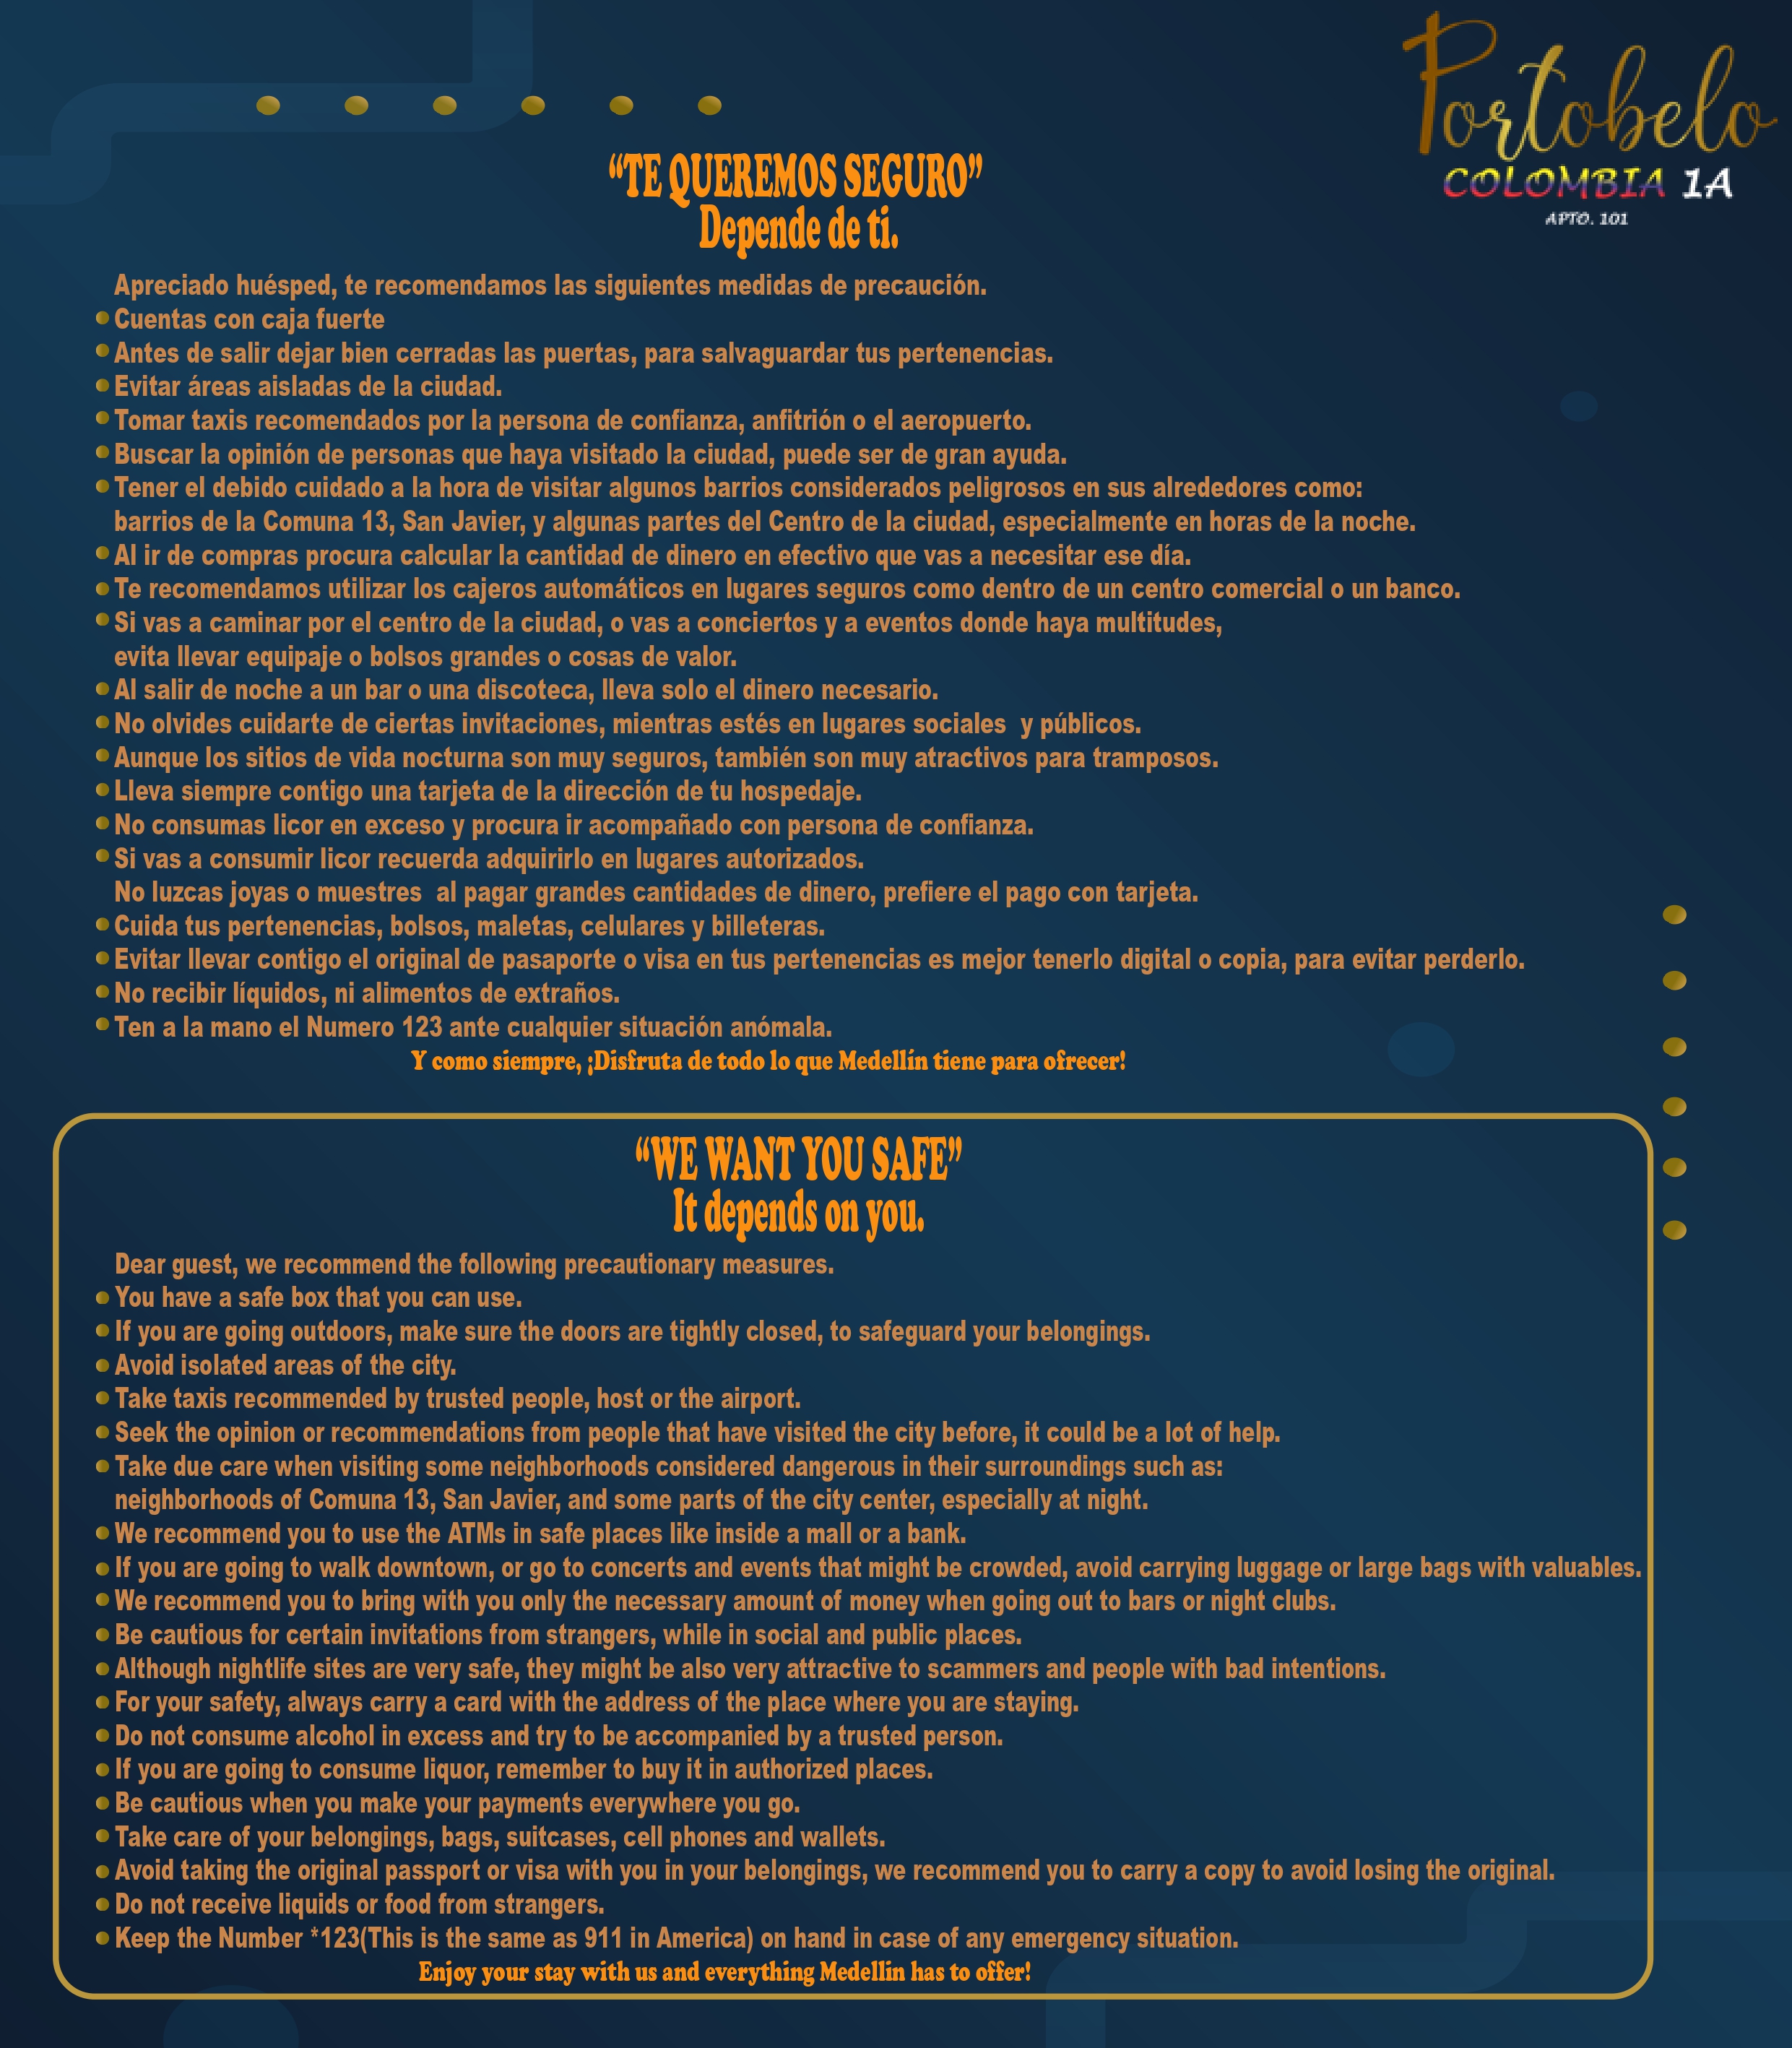 Portobelo
COLOMBIA 1A
APTO. 101
“TE QUEREMOS SEGURO”
Depende de ti.
Apreciado huésped, te recomendamos las siguientes medidas de precaución.
Cuentas con caja fuerte
Antes de salir dejar bien cerradas las puertas, para salvaguardar tus pertenencias.
Evitar áreas aisladas de la ciudad.
Tomar taxis recomendados por la persona de confianza, anfitrión o el aeropuerto.
Buscar la opinión de personas que haya visitado la ciudad, puede ser de gran ayuda.
Tener el debido cuidado a la hora de visitar algunos barrios considerados peligrosos en sus alrededores como:
barrios de la Comuna 13, San Javier, y algunas partes del Centro de la ciudad, especialmente en horas de la noche.
Al ir de compras procura calcular la cantidad de dinero en efectivo que vas a necesitar ese día.
Te recomendamos utilizar los cajeros automáticos en lugares seguros como dentro de un centro comercial o un banco.
Si vas a caminar por el centro de la ciudad, o vas a conciertos y a eventos donde haya multitudes,
evita llevar equipaje o bolsos grandes o cosas de valor.
Al salir de noche a un bar o una discoteca, lleva solo el dinero necesario.
No olvides cuidarte de ciertas invitaciones, mientras estés en lugares sociales  y públicos.
Aunque los sitios de vida nocturna son muy seguros, también son muy atractivos para tramposos.
Lleva siempre contigo una tarjeta de la dirección de tu hospedaje.
No consumas licor en exceso y procura ir acompañado con persona de confianza.
Si vas a consumir licor recuerda adquirirlo en lugares autorizados.
No luzcas joyas o muestres  al pagar grandes cantidades de dinero, prefiere el pago con tarjeta.
Cuida tus pertenencias, bolsos, maletas, celulares y billeteras.
Evitar llevar contigo el original de pasaporte o visa en tus pertenencias es mejor tenerlo digital o copia, para evitar perderlo.
No recibir líquidos, ni alimentos de extraños.
Ten a la mano el Numero 123 ante cualquier situación anómala.
Y como siempre, ¡Disfruta de todo lo que Medellín tiene para ofrecer!
“WE WANT YOU SAFE”
It depends on you.
Dear guest, we recommend the following precautionary measures.
You have a safe box that you can use.
If you are going outdoors, make sure the doors are tightly closed, to safeguard your belongings.
Avoid isolated areas of the city.
Take taxis recommended by trusted people, host or the airport.
Seek the opinion or recommendations from people that have visited the city before, it could be a lot of help.
Take due care when visiting some neighborhoods considered dangerous in their surroundings such as:
neighborhoods of Comuna 13, San Javier, and some parts of the city center, especially at night.
We recommend you to use the ATMs in safe places like inside a mall or a bank.
If you are going to walk downtown, or go to concerts and events that might be crowded, avoid carrying luggage or large bags with valuables.
We recommend you to bring with you only the necessary amount of money when going out to bars or night clubs.
Be cautious for certain invitations from strangers, while in social and public places.
Although nightlife sites are very safe, they might be also very attractive to scammers and people with bad intentions.
For your safety, always carry a card with the address of the place where you are staying.
Do not consume alcohol in excess and try to be accompanied by a trusted person.
If you are going to consume liquor, remember to buy it in authorized places.
Be cautious when you make your payments everywhere you go.
Take care of your belongings, bags, suitcases, cell phones and wallets.
Avoid taking the original passport or visa with you in your belongings, we recommend you to carry a copy to avoid losing the original.
Do not receive liquids or food from strangers.
Keep the Number *123(This is the same as 911 in America) on hand in case of any emergency situation.
Enjoy your stay with us and everything Medellin has to offer!